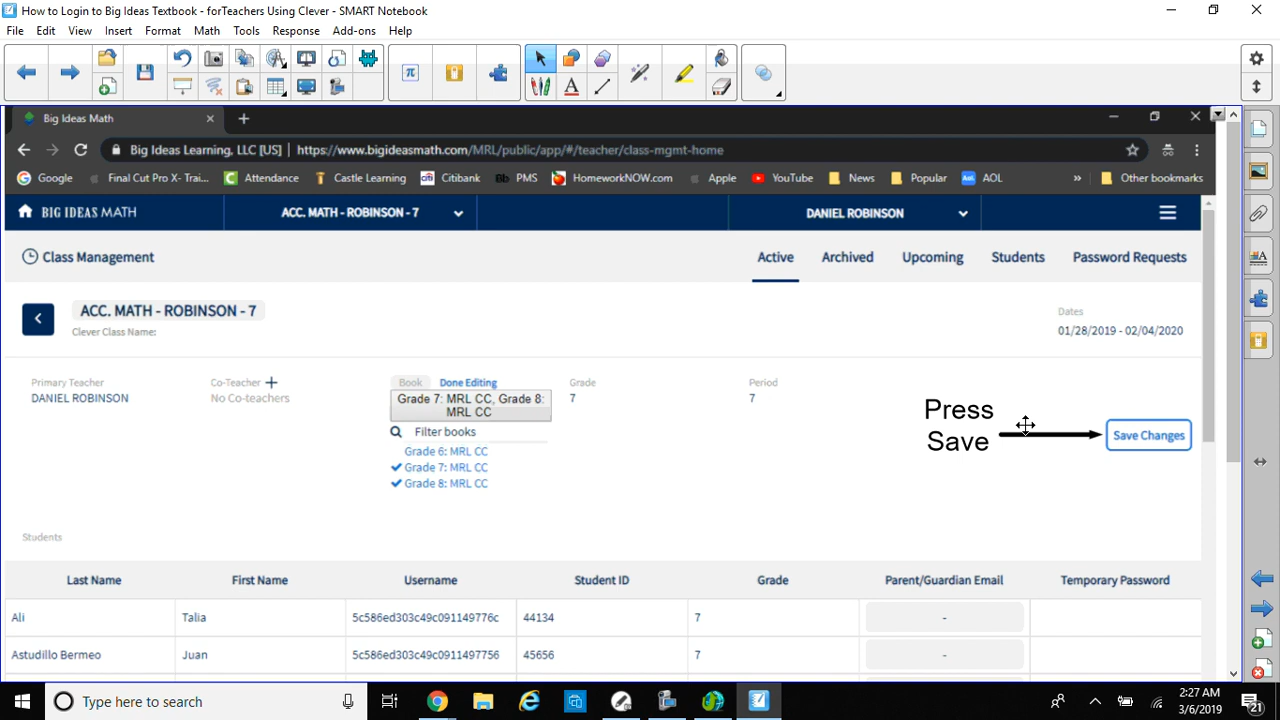 How to Login to Big Ideas Textbook - forTeachers Using Clever - SMART Notebook
File Edit View Insert Format Math Tools Response Add-ons Help
Big Ideas Math
Big Ideas Learning, LLC [US] | https://www.bigideasmath.com/MRL/public/app/#/teacher/class-mgmt-home
Google Final Cut Pro X- Trai... Attendance Castle Learning Citibank Bb PMS HomeworkNOW.com Apple YouTube News Popular AOL » Other bookmarks
BIG IDEAS MATH ACC. MATH - ROBINSON - 7 DANIEL ROBINSON
Class Management Active Archived Upcoming Students Password Requests
ACC. MATH - ROBINSON - 7
Clever Class Name:
Dates
01/28/2019 - 02/04/2020
Primary Teacher Co-Teacher + Book Done Editing Grade Period
DANIEL ROBINSON No Co-teachers Grade 7: MRL CC, Grade 8: 7 7
MRL CC
Filter books
Grade 6: MRL CC
Grade 7: MRL CC
Grade 8: MRL CC
Press
Save
Save Changes
Students
Last Name First Name Username Student ID Grade Parent/Guardian Email Temporary Password
Ali Talia 5c586ed303c49c091149776c 44134 7 -
Astudillo Bermeo Juan 5c586ed303c49c0911497756 45656 7 -
Type here to search
2:27 AM
3/6/2019
21